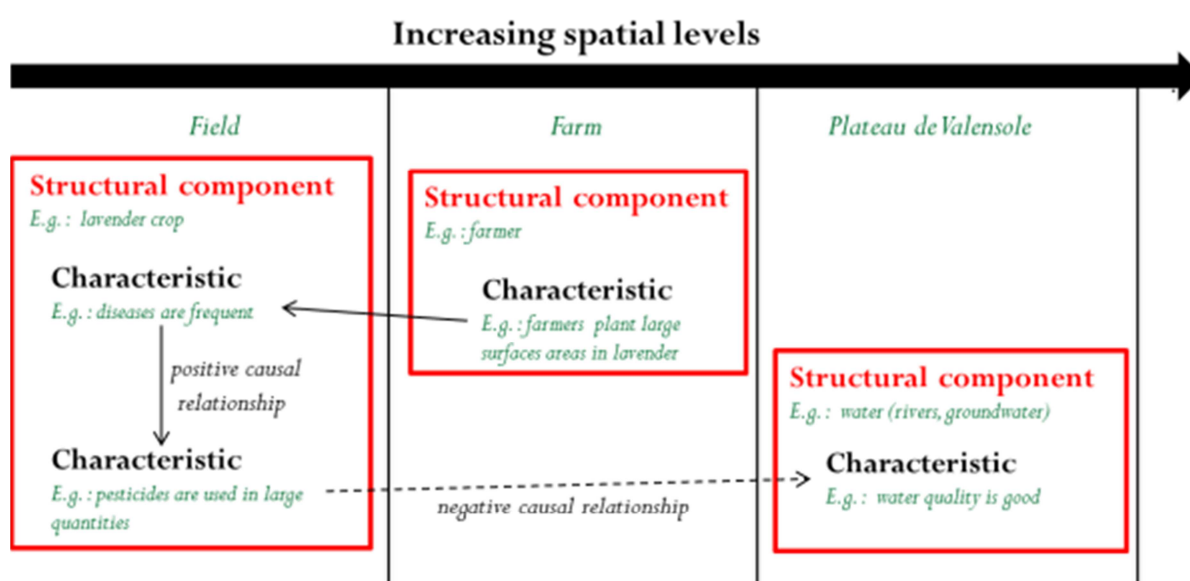 Increasing spatial levels
Field
Farm
Plateau de Valensole
Structural component
E.g. : lavender crop
Characteristic
E.g. : diseases are frequent
positive causal
relationship
Characteristic
E.g. : pesticides are used in large
quantities
Structural component
E.g. : farmer
Characteristic
E.g. : farmers plant large
surfaces areas in lavender
negative causal relationship
Structural component
E.g. : water (rivers, groundwater)
Characteristic
E.g. : water quality is good